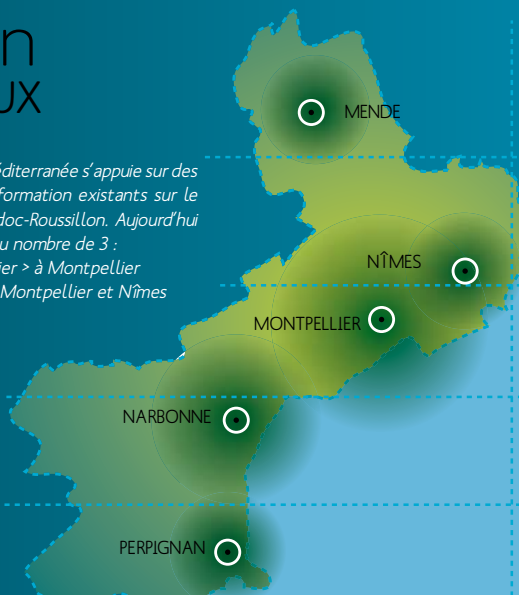 n
UX
éditerranée s'appuie sur des
formation existants sur le
doc-Roussillon. Aujourd'hui
u nombre de 3 :
ier > à Montpellier
Montpellier et Nîmes
MENDE
NÎMES
MONTPELLIER
NARBONNE
PERPIGNAN